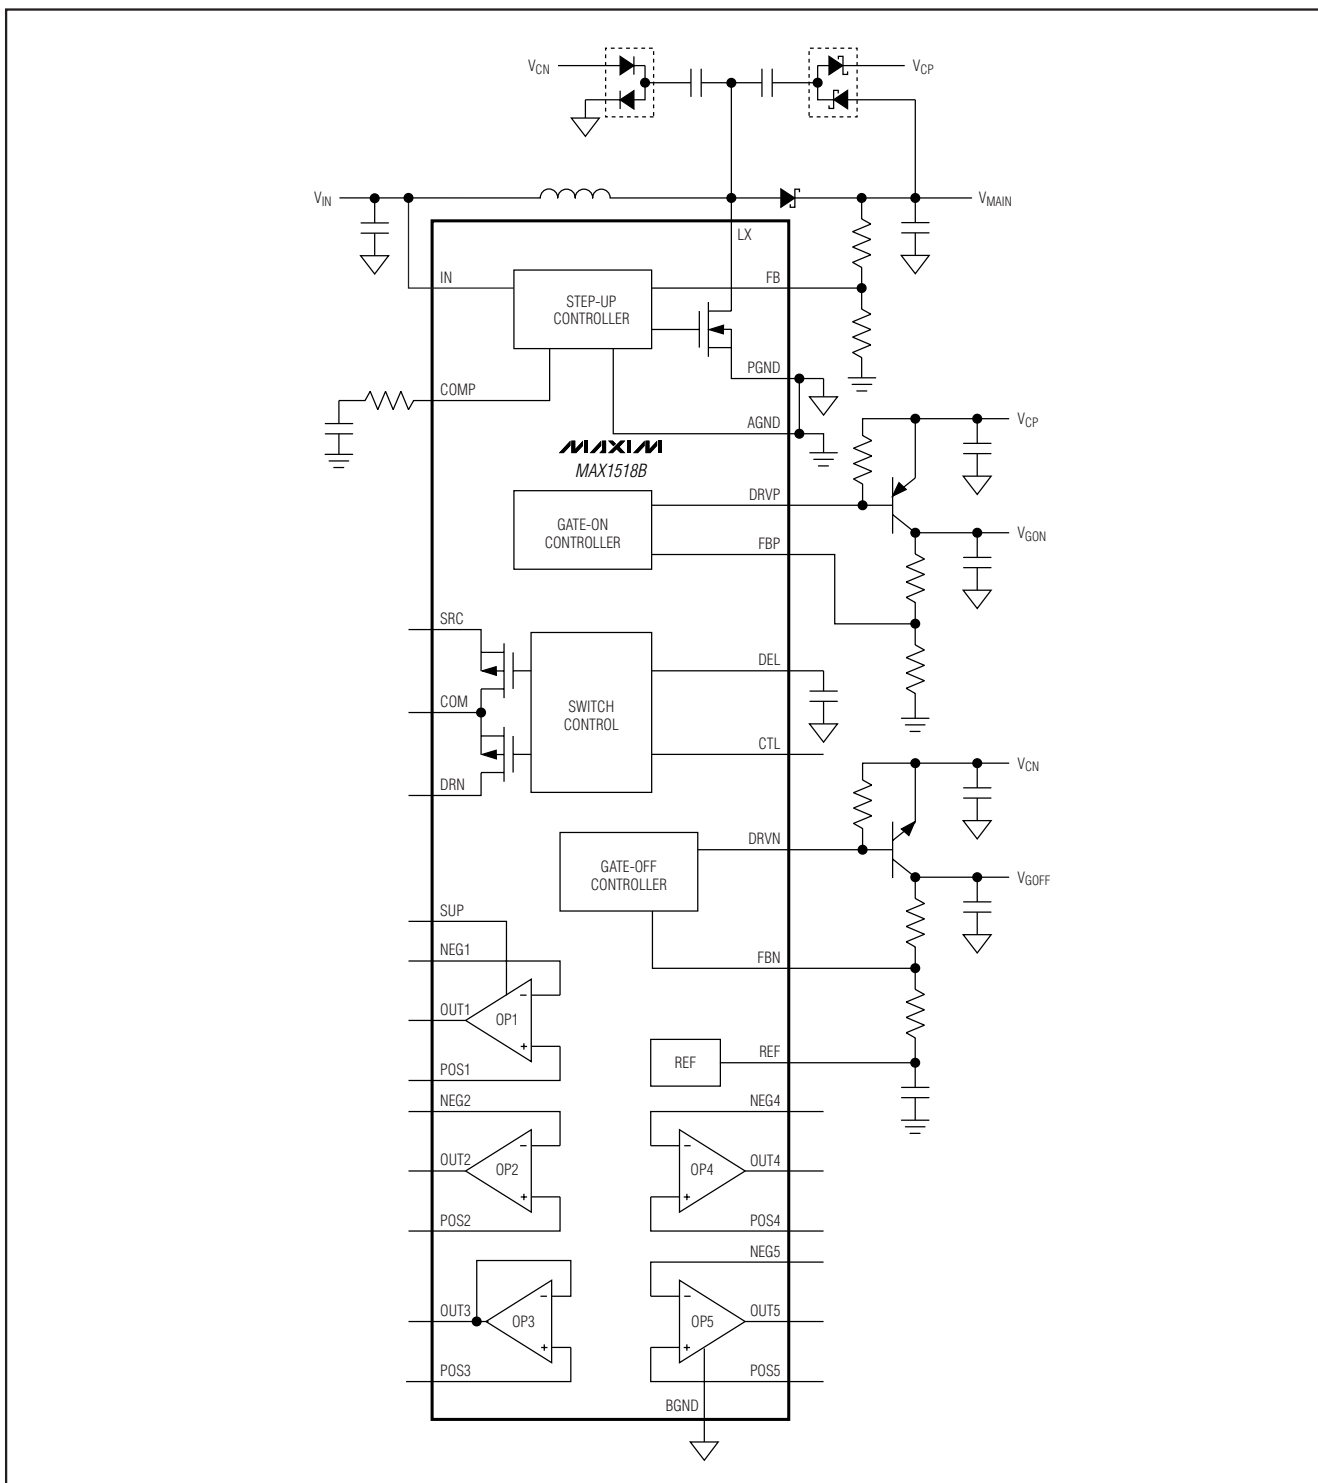 VCN
VCP
VIN
VMAIN
LX
IN
FB
STEP-UP
CONTROLLER
PGND
COMP
AGND
VCP
MAXIM
MAX1518B
DRVP
GATE-ON
CONTROLLER
VGON
FBP
SRC
DEL
COM
SWITCH
CONTROL
CTL
VCN
DRN
DRVN
GATE-OFF
CONTROLLER
VGOFF
SUP
NEG1
FBN
−
OUT1
OP1
+
REF
REF
POS1
NEG2
NEG4
−
−
OUT2
OP2
OP4
OUT4
+
+
POS2
POS4
NEG5
−
−
OUT3
OP3
OP5
OUT5
+
+
POS3
POS5
BGND